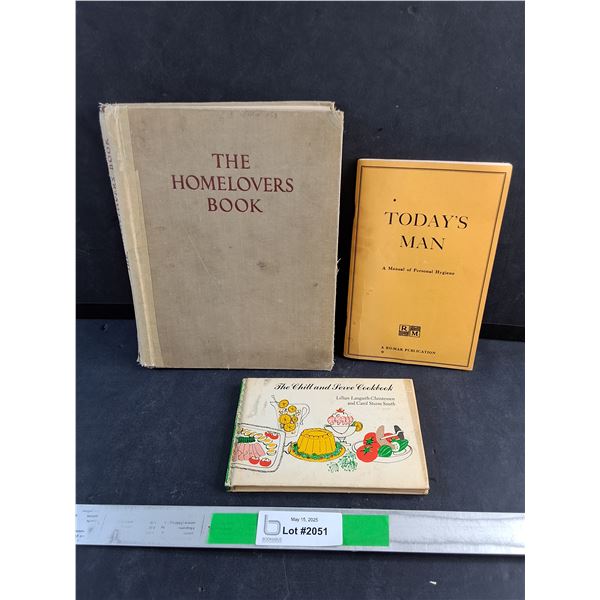 THE
HOMELOVERS
BOOK
TODAY'S
MAN
A Manual of Personal Hygiene
R
M
A RO-MAR PUBLICATION
The Chill and Serve Cookbook
Lillian Langseth-Christensen
and Carol Sturm Smith
May 15, 2025
Lot #2051